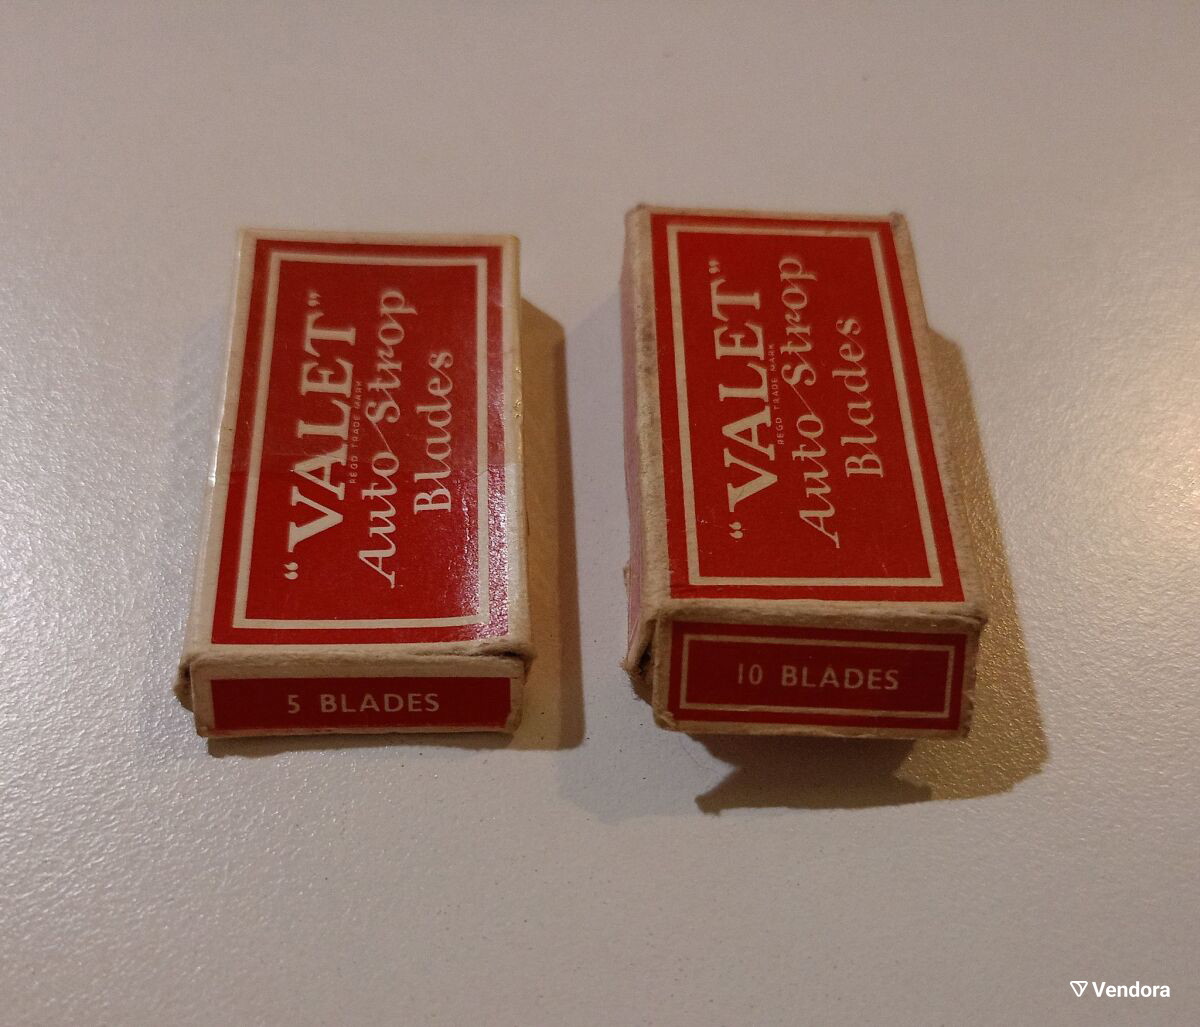 "VALET"
REGD TRADE MARK
Auto Strop
Blades
5 BLADES
"VALET"
REGD TRADE MARK
Auto Strop
Blades
10 BLADES
Vendora